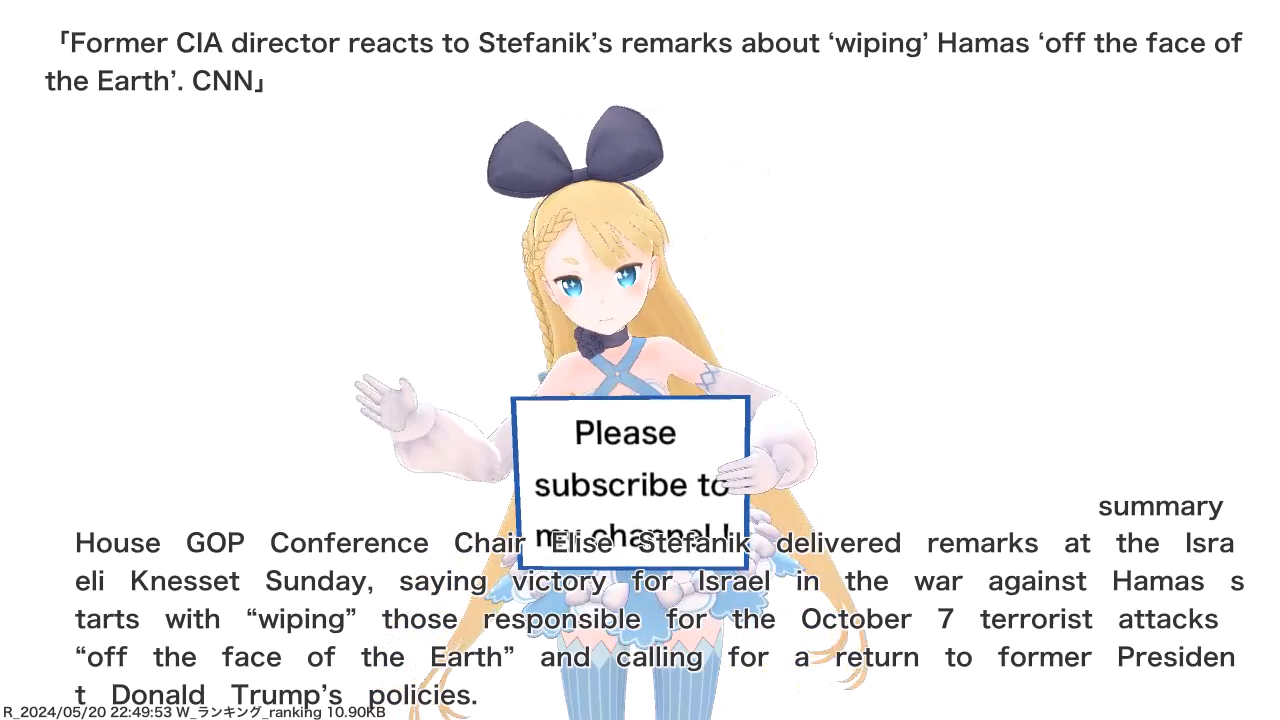 「Former CIA director reacts to Stefanik’s remarks about ‘wiping’ Hamas ‘off the face of
the Earth’. CNN」
Please
subscribe to
my channel!
summary
House GOP Conference Chair Elise Stefanik delivered remarks at the Isra
eli Knesset Sunday, saying victory for Israel in the war against Hamas s
tarts with “wiping” those responsible for the October 7 terrorist attacks
“off the face of the Earth” and calling for a return to former Presiden
t Donald Trump’s policies.
R_2024/05/20 22:49:53 W_ランキング_ranking 10.90KB